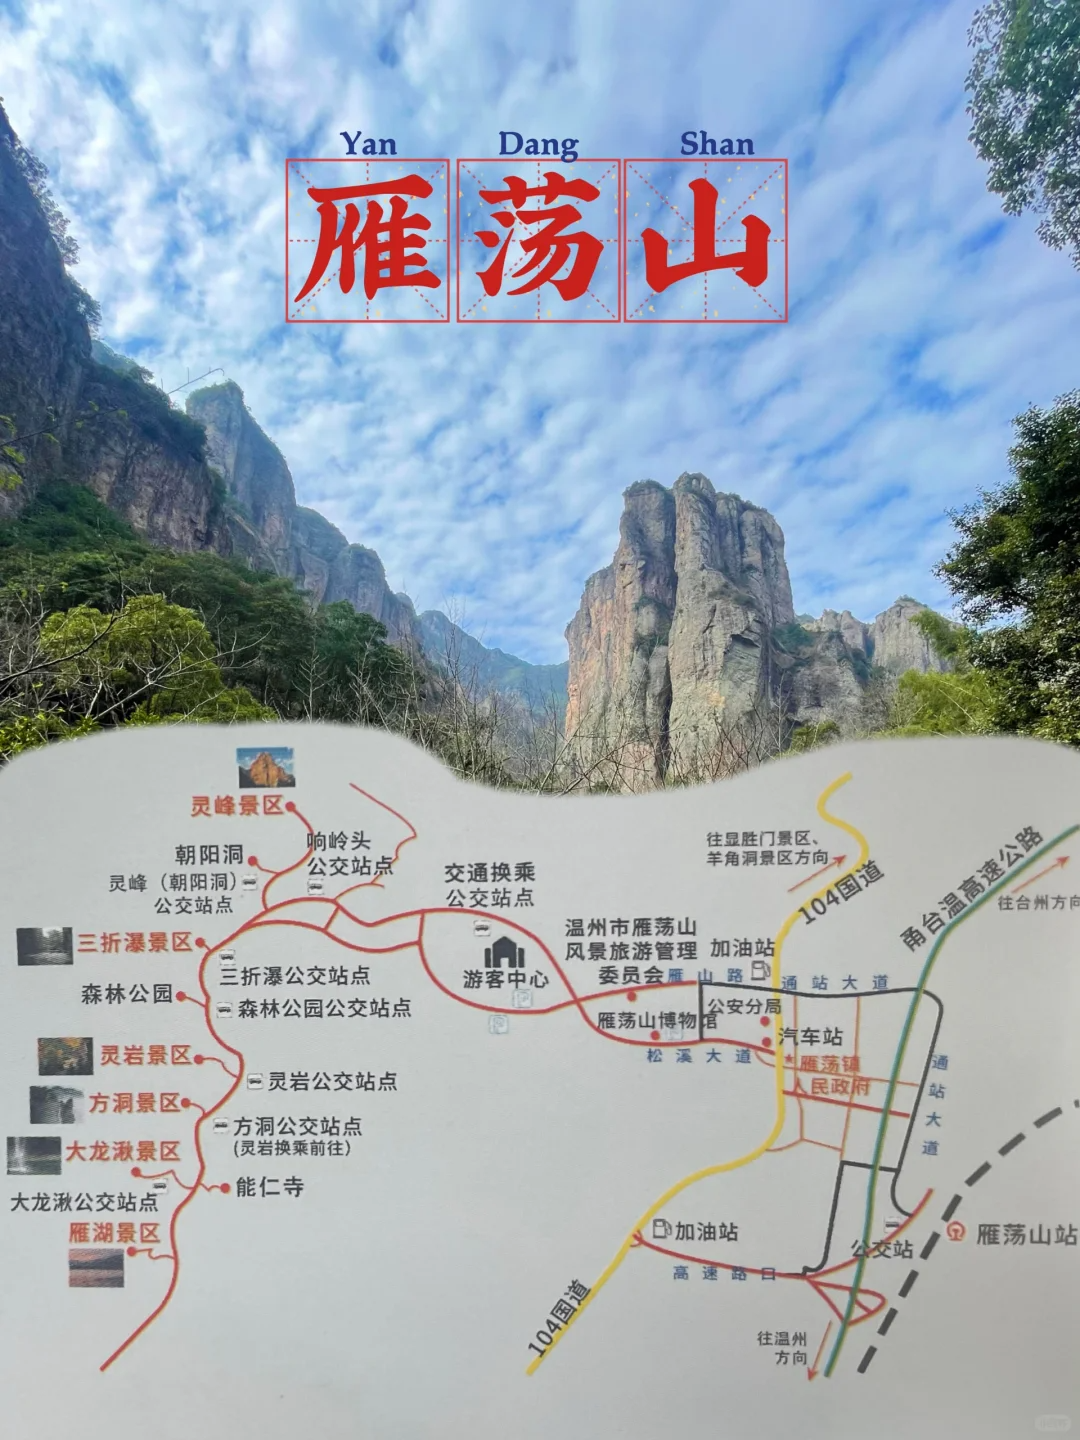 Yan Dang Shan
雁荡山
灵峰景区
响岭头
公交站点
朝阳洞
灵峰（朝阳洞）
公交站点
交通换乘
公交站点
三折瀑景区
三折瀑公交站点
森林公园
森林公园公交站点
灵岩景区
灵岩公交站点
方洞景区
方洞公交站点
(灵岩换乘前往)
大龙湫景区
大龙湫公交站点
能仁寺
雁湖景区
游客中心
温州市雁荡山
风景旅游管理
委员会
雁山路
加油站
通站大道
公安分局
雁荡山博物馆
汽车站
松溪大道
雁荡镇
人民政府
通站大道
往显胜门景区、
羊角洞景区方向
104国道
甬台温高速公路
往台州方向
加油站
高速路口
公交站
雁荡山站
104国道
往温州
方向